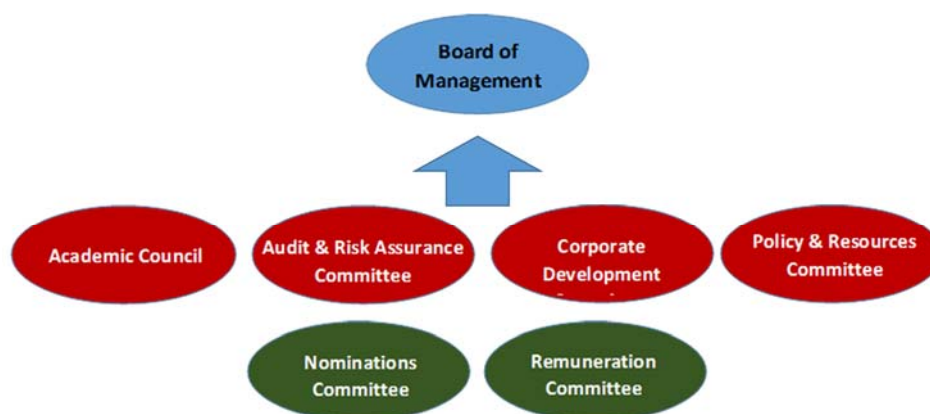 Board of
Management
Academic Council
Audit & Risk Assurance
Committee
Corporate
Development
Policy & Resources
Committee
Nominations
Committee
Remuneration
Committee